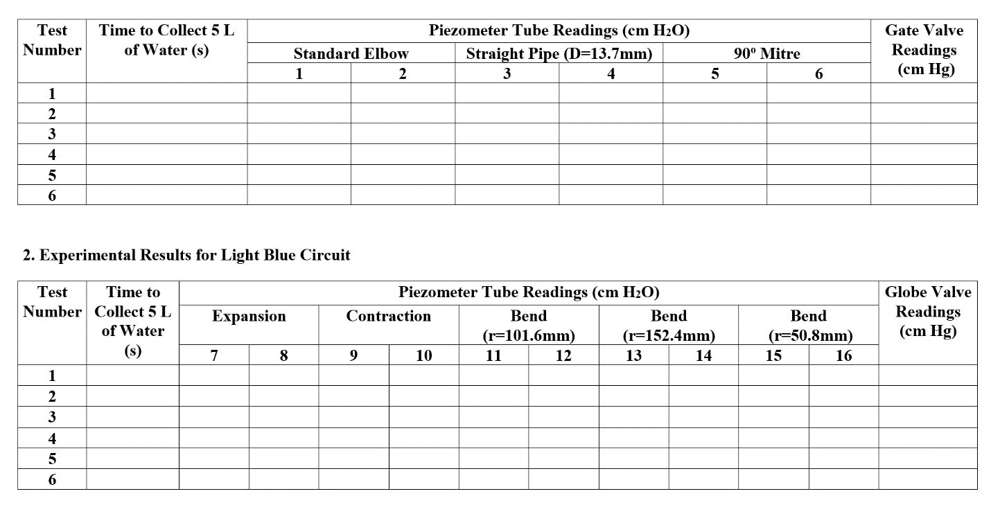 Test Number
Time to Collect 5 L of Water (s)
Piezometer Tube Readings (cm H₂O)
Gate Valve Readings (cm Hg)
Standard Elbow
Straight Pipe (D=13.7mm)
90º Mitre
1 2 3 4 5 6
1
2
3
4
5
6
2. Experimental Results for Light Blue Circuit
Test Number
Time to Collect 5 L of Water (s)
Piezometer Tube Readings (cm H₂O)
Globe Valve Readings (cm Hg)
Expansion
Contraction
Bend (r=101.6mm)
Bend (r=152.4mm)
Bend (r=50.8mm)
7 8 9 10 11 12 13 14 15 16
1
2
3
4
5
6